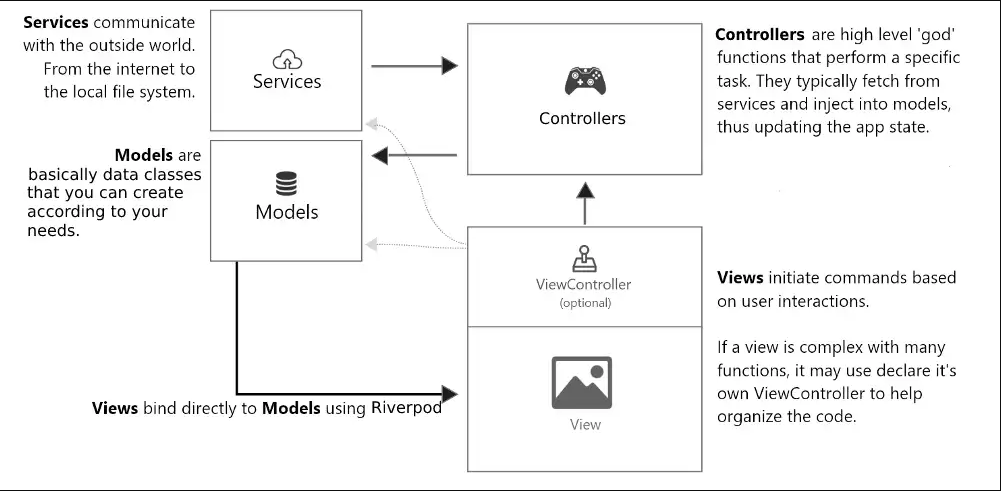 Services communicate
with the outside world.
From the internet to
the local file system.
Services
Controllers
Controllers are high level 'god'
functions that perform a specific
task. They typically fetch from
services and inject into models,
thus updating the app state.
Models are
basically data classes
that you can create
according to your
needs.
Models
ViewController
(optional)
Views initiate commands based
on user interactions.
If a view is complex with many
functions, it may use declare it's
own ViewController to help
organize the code.
Views bind directly to Models using Riverpod
View